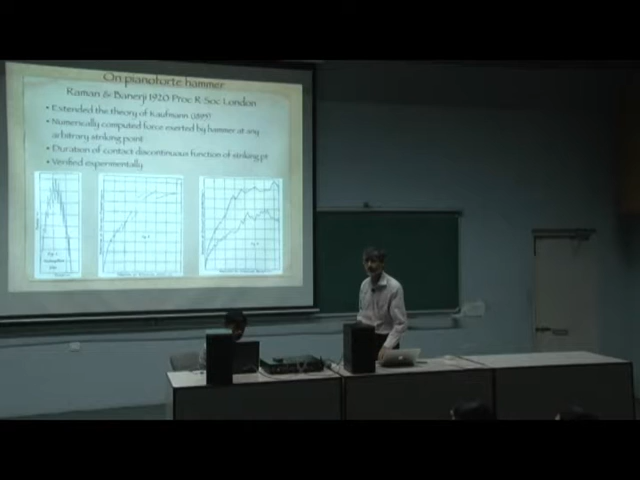 On pianoforte hammer
Raman & Banerji 1920 Proc R Soc London
• Extended the theory of Kaufmann (1895)
• Numerically computed force exerted by hammer at any
arbitrary striking point
• Duration of contact discontinuous function of striking pt
• Verified experimentally